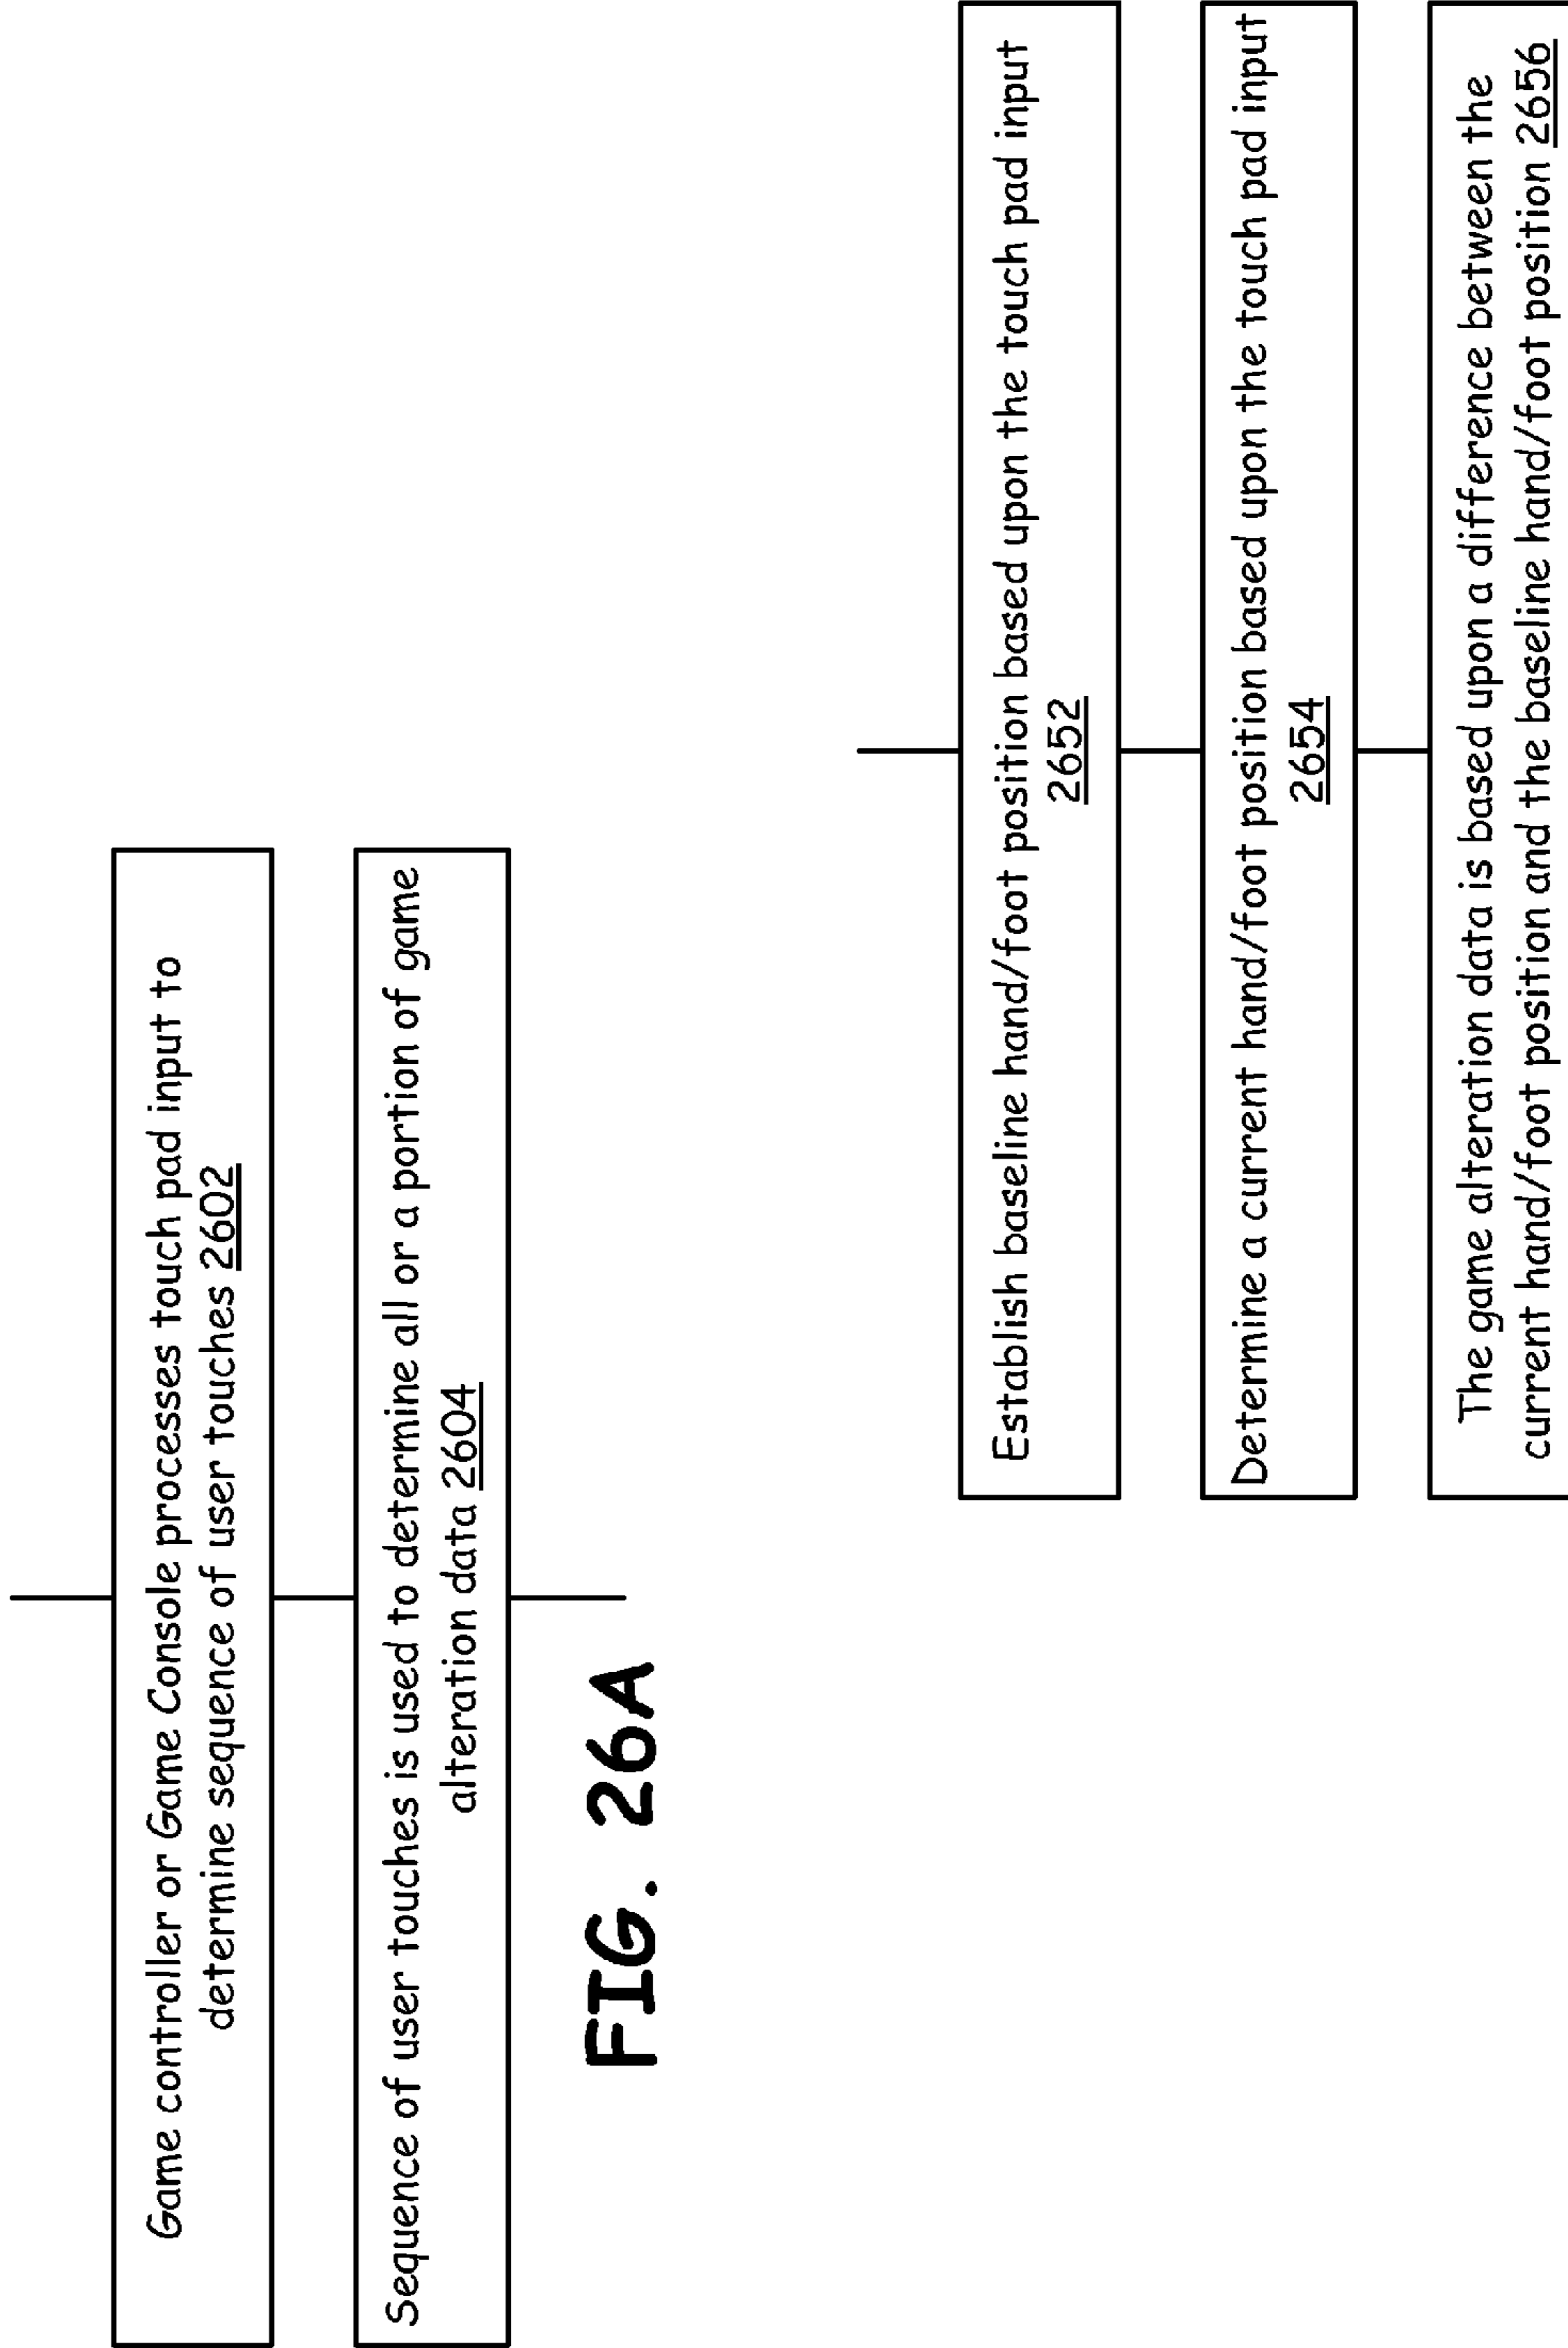 Game controller or Game Console processes touch pad input to
determine sequence of user touches 2602
Sequence of user touches is used to determine all or a portion of game
alteration data 2604
FIG. 26A
Establish baseline hand/foot position based upon the touch pad input
2652
Determine a current hand/foot position based upon the touch pad input
2654
The game alteration data is based upon a difference between the
current hand/foot position and the baseline hand/foot position 2656